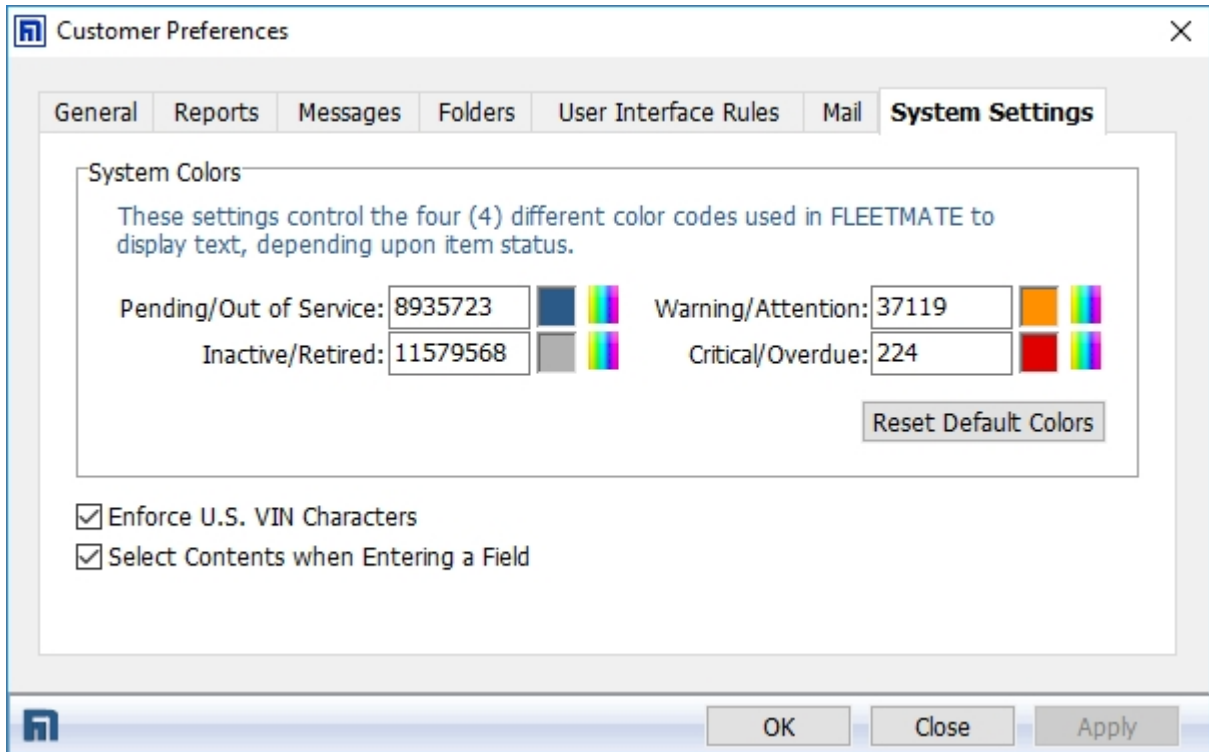 Customer Preferences
General Reports Messages Folders User Interface Rules Mail System Settings
System Colors
These settings control the four (4) different color codes used in FLEETMATE to
display text, depending upon item status.
Pending/Out of Service: 8935723 Warning/Attention: 37119
Inactive/Retired: 11579568 Critical/Overdue: 224
Reset Default Colors
Enforce U.S. VIN Characters
Select Contents when Entering a Field
OK Close Apply